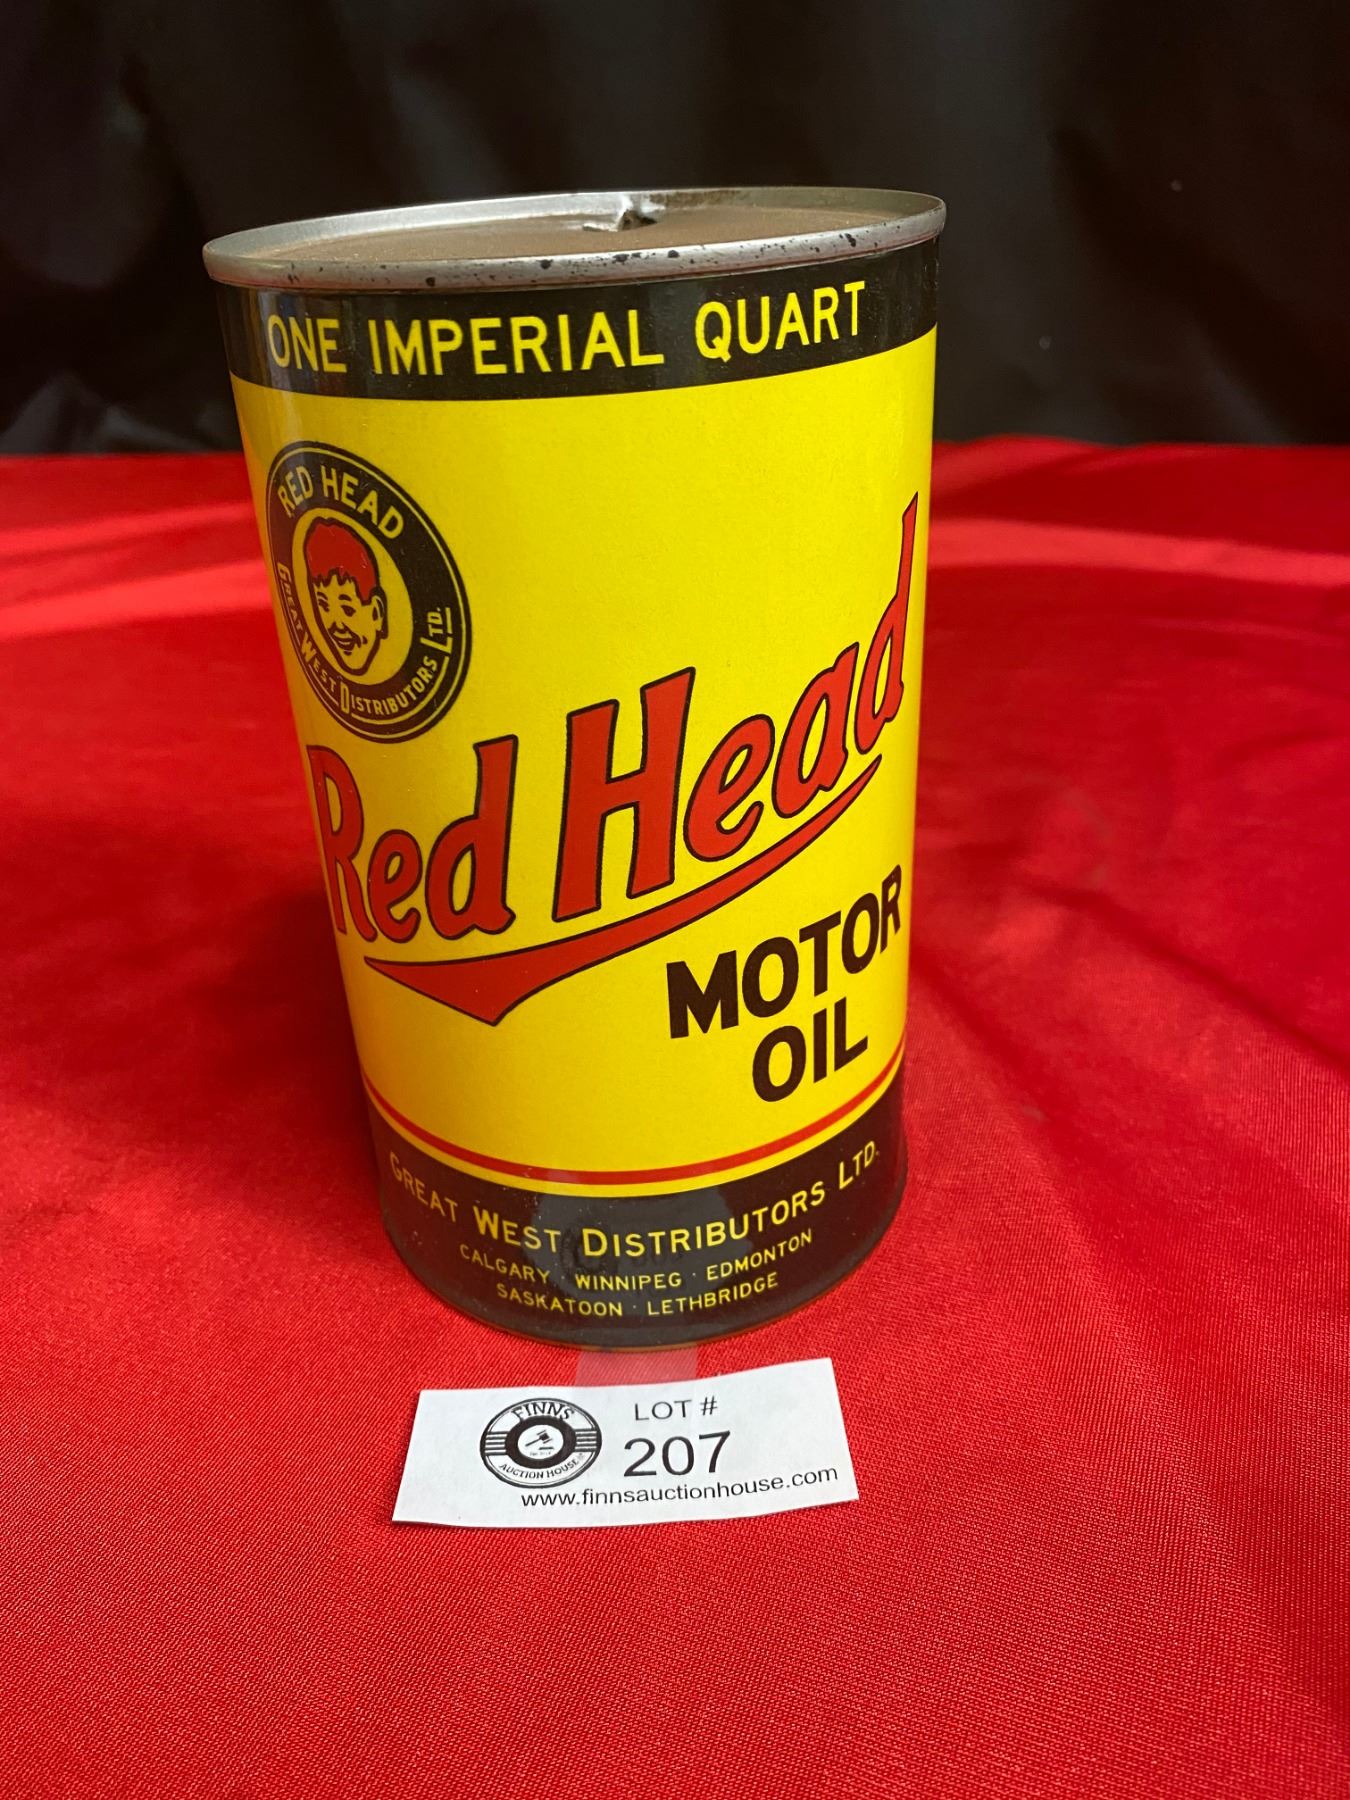 ONE IMPERIAL QUART
RED HEAD
GREAT WEST DISTRIBUTORS LTD.
Red Head
MOTOR
OIL
GREAT WEST DISTRIBUTORS LTD.
CALGARY · WINNIPEG · EDMONTON
SASKATOON · LETHBRIDGE
FINNS
AUCTION HOUSE
LOT #
207
www.finnsauctionhouse.com